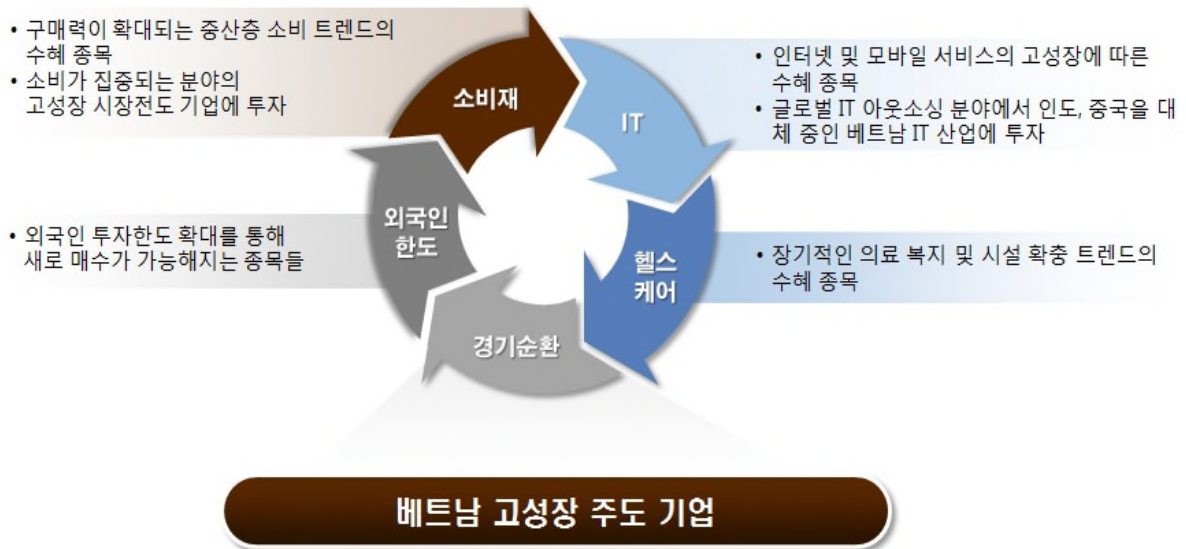 • 구매력이 확대되는 중산층 소비 트렌드의
수혜 종목
• 소비가 집중되는 분야의
고성장 시장전도 기업에 투자
소비재
IT
• 인터넷 및 모바일 서비스의 고성장에 따른
수혜 종목
• 글로벌 IT 아웃소싱 분야에서 인도, 중국을 대
체 중인 베트남 IT 산업에 투자
외국인
한도
• 외국인 투자한도 확대를 통해
새로 매수가 가능해지는 종목들
헬스
케어
• 장기적인 의료 복지 및 시설 확충 트렌드의
수혜 종목
경기순환
베트남 고성장 주도 기업